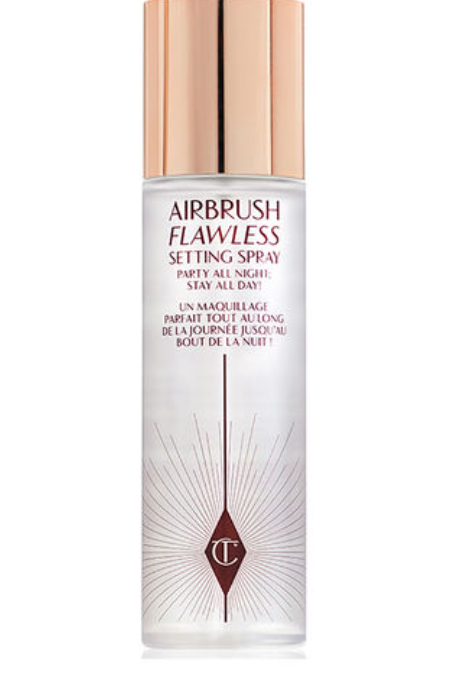 AIRBRUSH
FLAWLESS
SETTING SPRAY
PARTY ALL NIGHT;
STAY ALL DAY!
UN MAQUILLAGE
PARFAIT TOUT AU LONG
DE LA JOURNÉE JUSQU'AU
BOUT DE LA NUIT !
CT